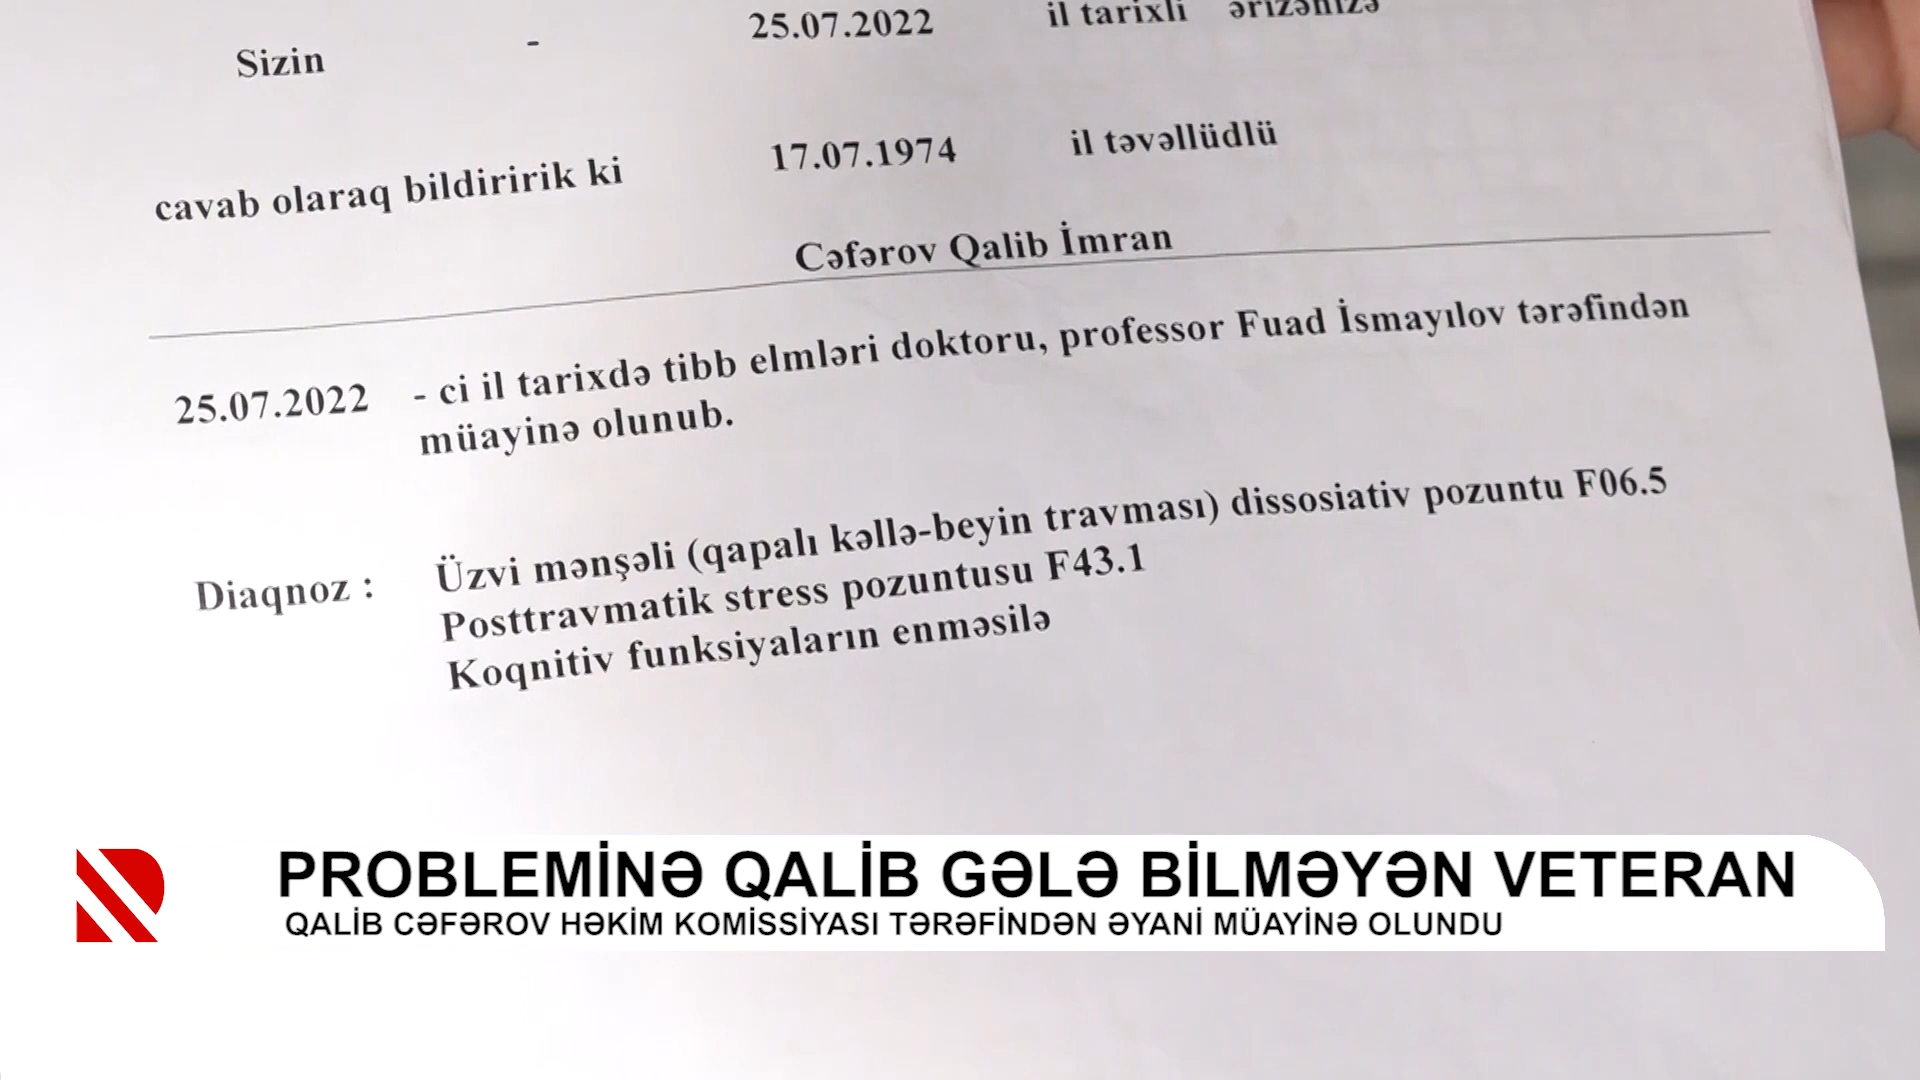 Sizin - 25.07.2022 il tarixli ərizənizə
cavab olaraq bildiririk ki 17.07.1974 il təvəllüdlü
Cəfərov Qalib İmran
25.07.2022 - ci il tarixdə tibb elmləri doktoru, professor Fuad İsmayılov tərəfindən
müayinə olunub.
Diaqnoz : Üzvi mənşəli (qapalı kəllə-beyin travması) dissosiativ pozuntu F06.5
Posttravmatik stress pozuntusu F43.1
Koqnitiv funksiyaların enməsilə
PROBLEMİNƏ QALİB GƏLƏ BİLMƏYƏN VETERAN
QALİB CƏFƏROV HƏKİM KOMİSSİYASI TƏRƏFİNDƏN ƏYANİ MÜAYİNƏ OLUNDU